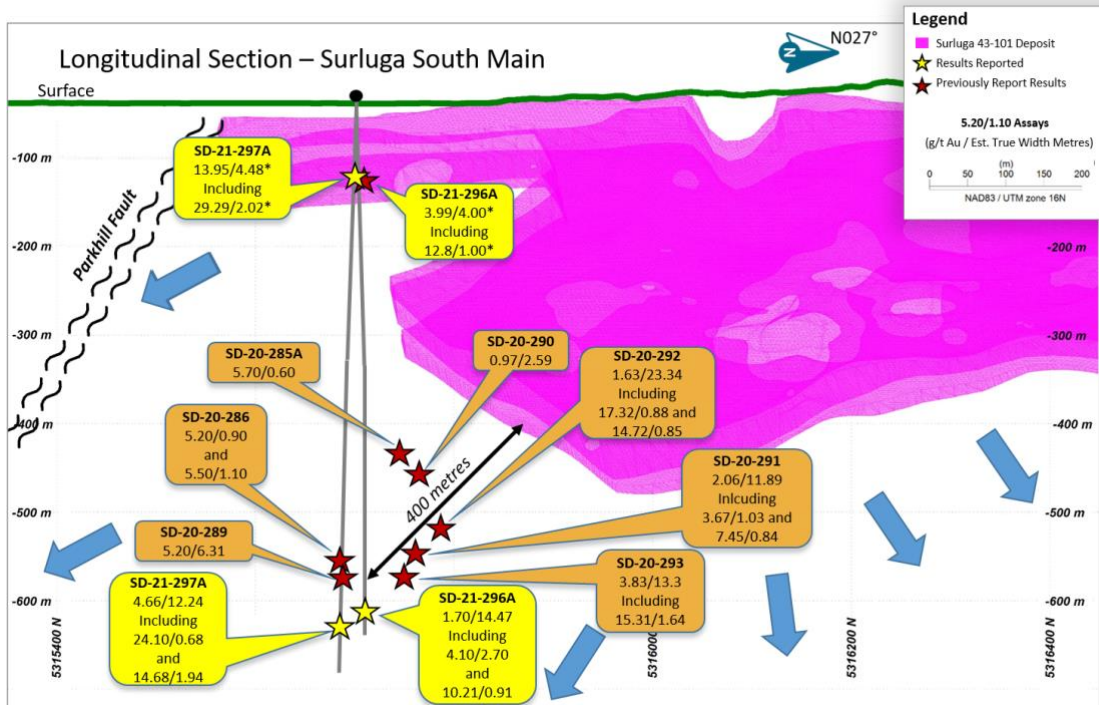 Longitudinal Section – Surluga South Main
N027°
N
Legend
Surluga 43-101 Deposit
Results Reported
Previously Report Results
5.20/1.10 Assays
(g/t Au / Est. True Width Metres)
(m)
0 50 100 150 200
NAD83 / UTM zone 16N
Surface
-100 m
-200 m
-300 m
-400 m
-500 m
-600 m
Parkhill Fault
SD-21-297A
13.95/4.48*
Including
29.29/2.02*
SD-21-296A
3.99/4.00*
Including
12.8/1.00*
SD-20-285A
5.70/0.60
SD-20-290
0.97/2.59
SD-20-292
1.63/23.34
Including
17.32/0.88 and
14.72/0.85
SD-20-286
5.20/0.90
and
5.50/1.10
400 metres
SD-20-291
2.06/11.89
Inlcuding
3.67/1.03 and
7.45/0.84
SD-20-289
5.20/6.31
SD-20-293
3.83/13.3
Including
15.31/1.64
SD-21-297A
4.66/12.24
Including
24.10/0.68
and
14.68/1.94
SD-21-296A
1.70/14.47
Including
4.10/2.70
and
10.21/0.91
-200 m
-300 m
-400 m
-500 m
-600 m
5315400 N
5316000 N
5316200 N
5316400 N